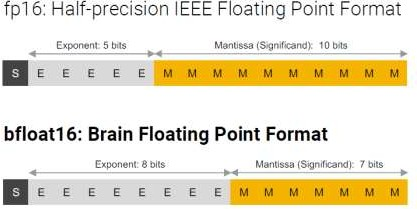 fp16: Half-precision IEEE Floating Point Format
Exponent: 5 bits Mantissa (Significand): 10 bits
S E E E E E M M M M M M M M M M
bfloat16: Brain Floating Point Format
Exponent: 8 bits Mantissa (Significand): 7 bits
S E E E E E E E E M M M M M M M